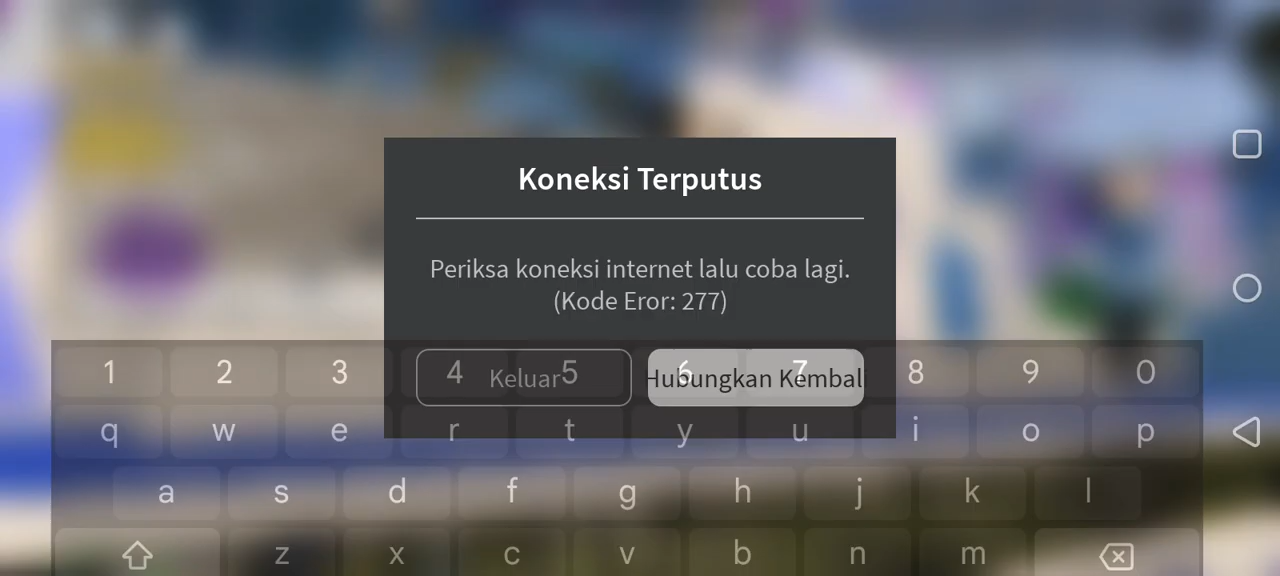 Koneksi Terputus
Periksa koneksi internet lalu coba lagi.
(Kode Eror: 277)
Keluar
Hubungkan Kembali
1 2 3 4 5 6 7 8 9 0
q w e r t y u i o p
a s d f g h j k l
z x c v b n m